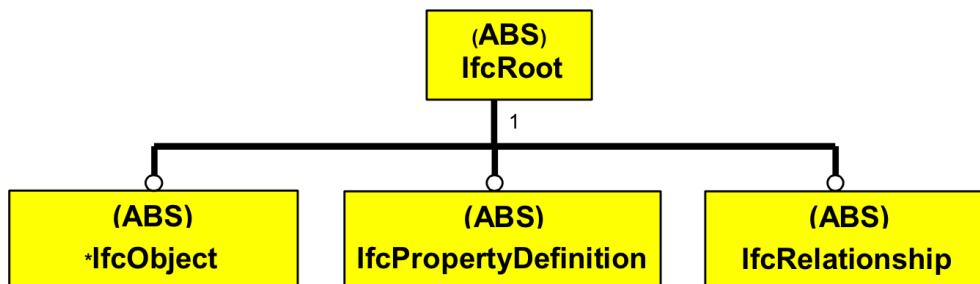 (ABS)
IfcRoot
1
(ABS)
*IfcObject
(ABS)
IfcPropertyDefinition
(ABS)
IfcRelationship